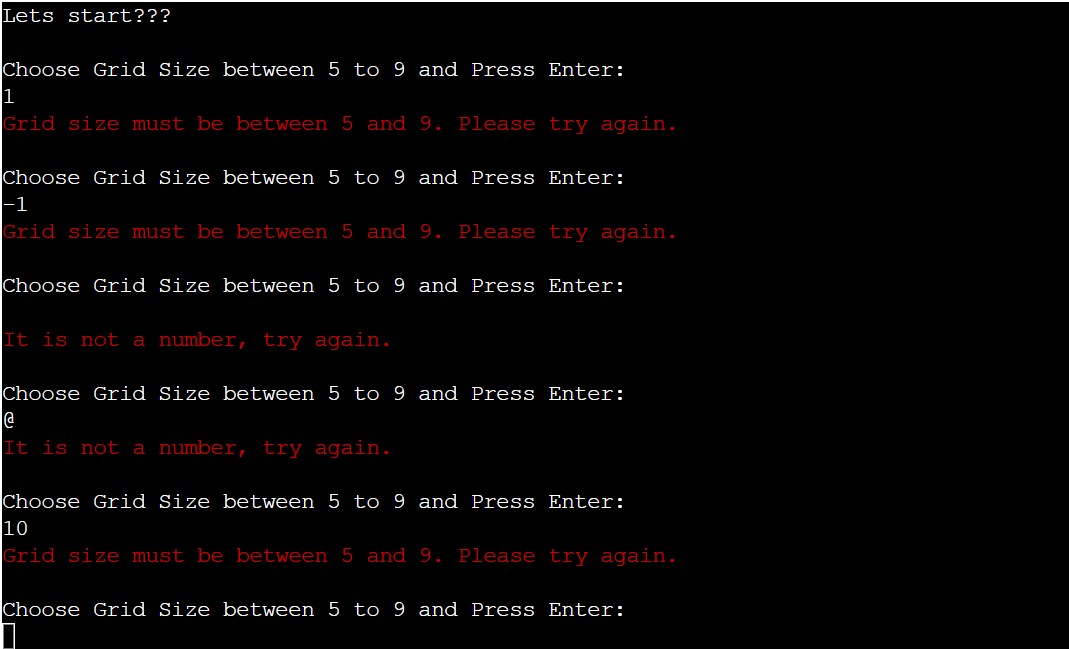 Lets start???
Choose Grid Size between 5 to 9 and Press Enter:
1
Grid size must be between 5 and 9. Please try again.
Choose Grid Size between 5 to 9 and Press Enter:
-1
Grid size must be between 5 and 9. Please try again.
Choose Grid Size between 5 to 9 and Press Enter:
It is not a number, try again.
Choose Grid Size between 5 to 9 and Press Enter:
@
It is not a number, try again.
Choose Grid Size between 5 to 9 and Press Enter:
10
Grid size must be between 5 and 9. Please try again.
Choose Grid Size between 5 to 9 and Press Enter: